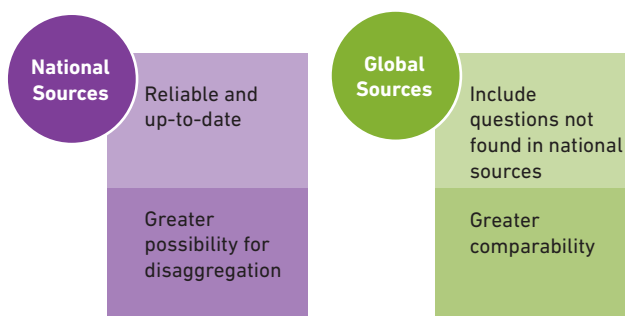 National
Sources
Reliable and
up-to-date
Greater
possibility for
disaggregation
Global
Sources
Include
questions not
found in national
sources
Greater
comparability